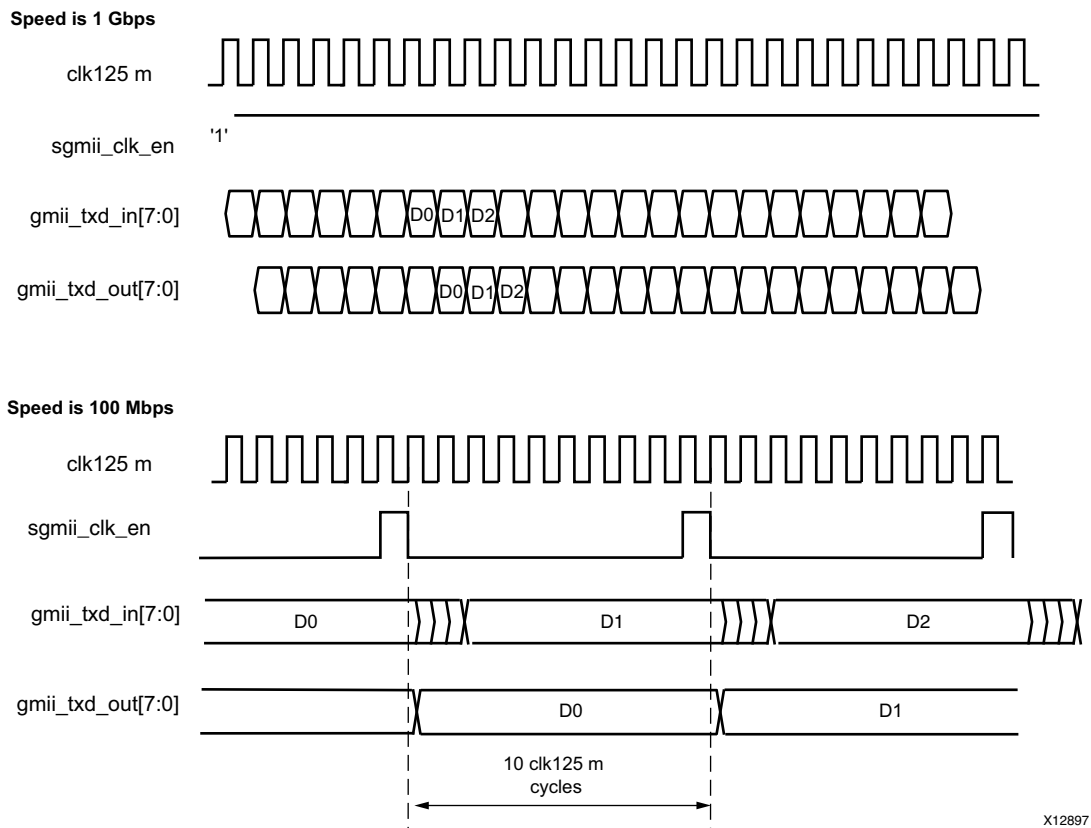 Speed is 1 Gbps
clk125 m
'1'
sgmii_clk_en
gmii_txd_in[7:0]
D0 D1 D2
gmii_txd_out[7:0]
D0 D1 D2
Speed is 100 Mbps
clk125 m
sgmii_clk_en
gmii_txd_in[7:0]
D0 D1 D2
gmii_txd_out[7:0]
D0 D1
10 clk125 m
cycles
X12897